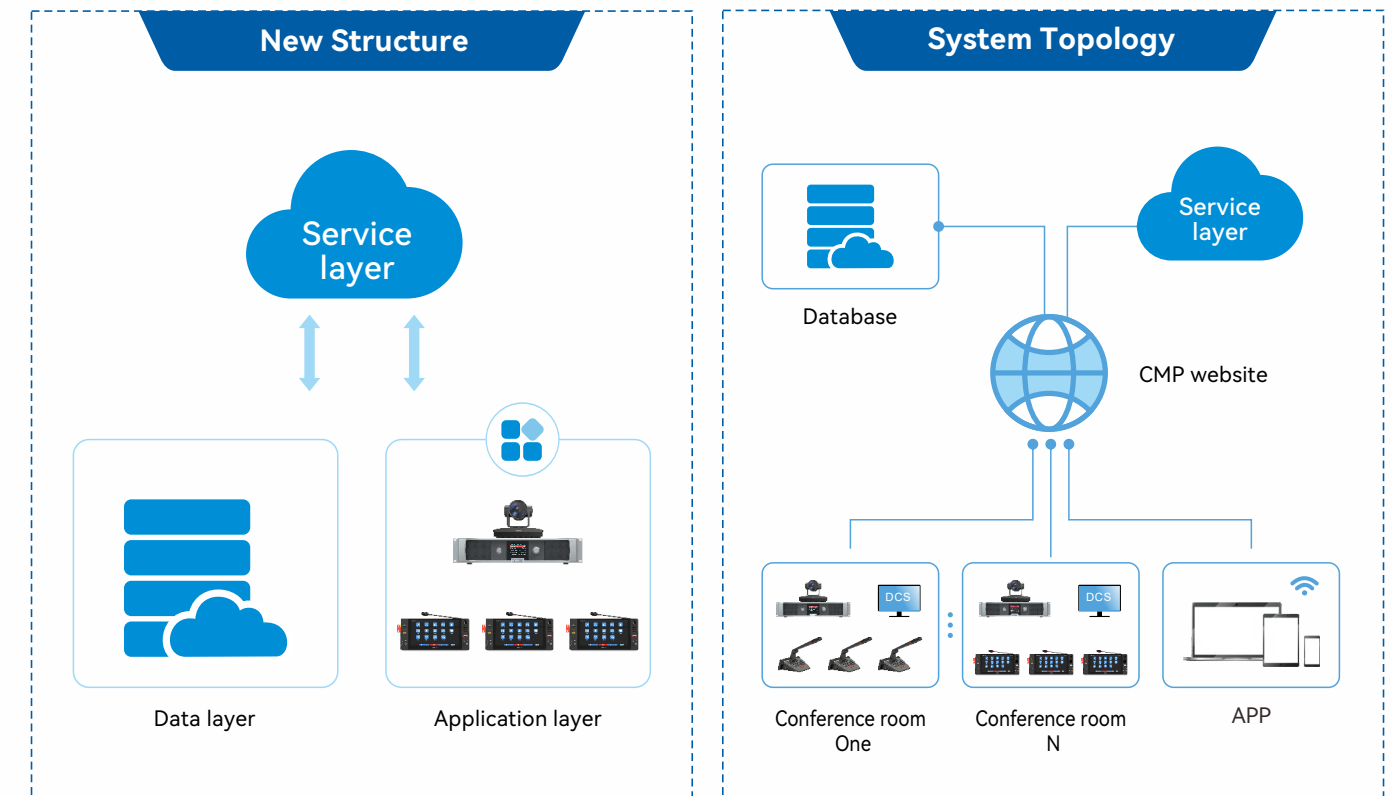 New Structure
Service
layer
Data layer
Application layer
System Topology
Service
layer
Database
CMP website
DCS
DCS
Conference room
One
Conference room
N
APP